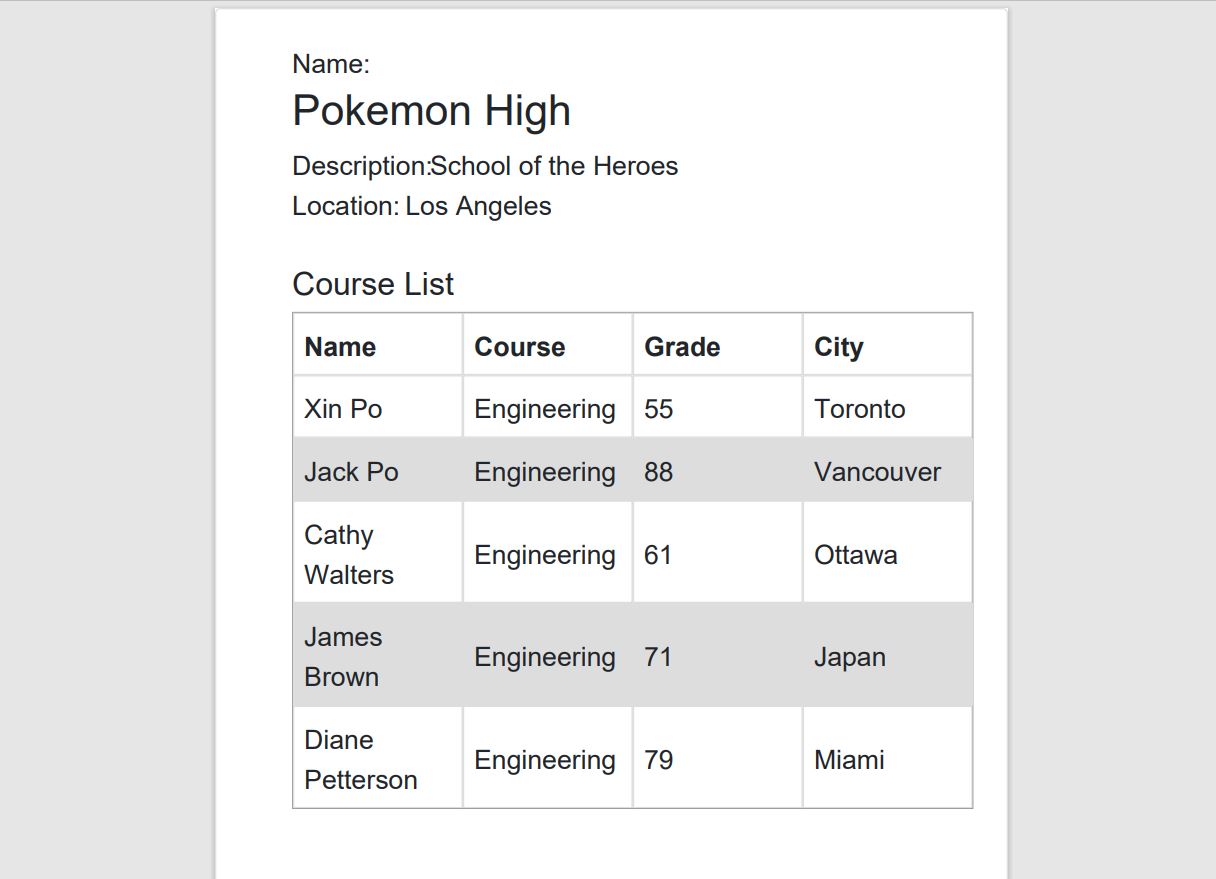 Name:
Pokemon High
Description:School of the Heroes
Location: Los Angeles
Course List
Name Course Grade City
Xin Po Engineering 55 Toronto
Jack Po Engineering 88 Vancouver
Cathy
Walters Engineering 61 Ottawa
James
Brown Engineering 71 Japan
Diane
Petterson Engineering 79 Miami